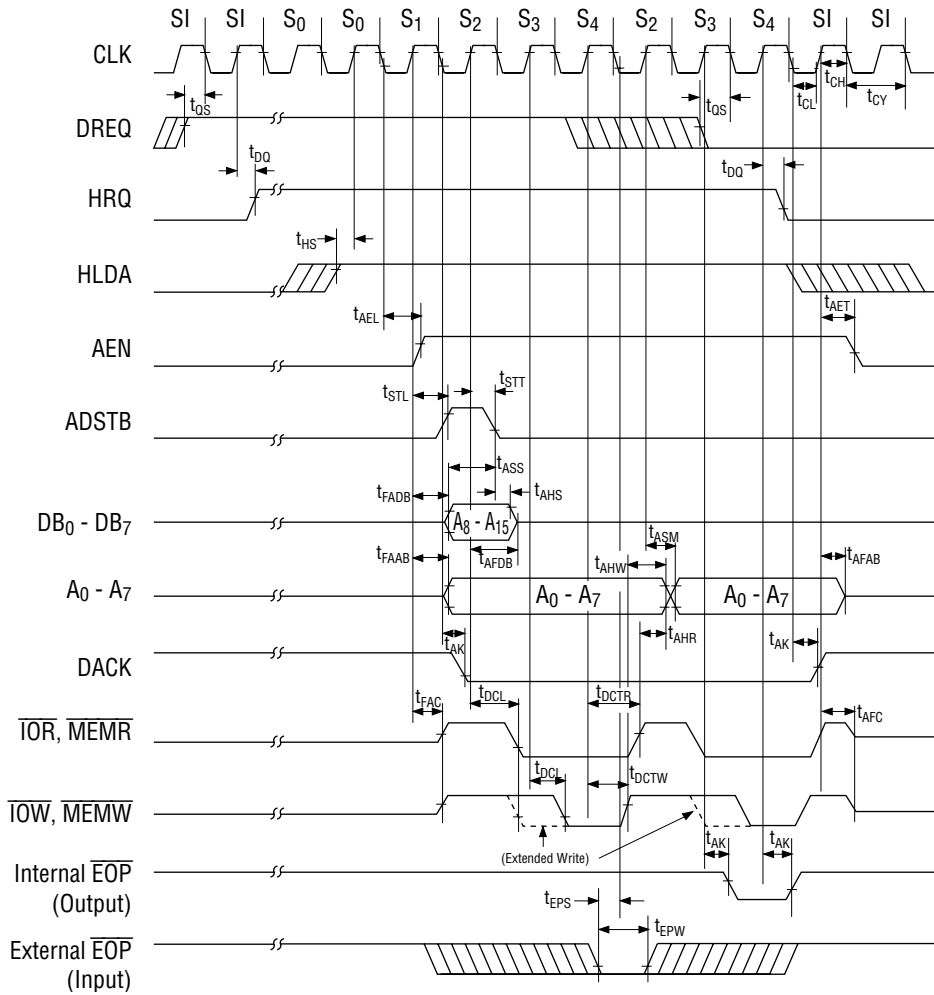 SI SI S0 S0 S1 S2 S3 S4 S2 S3 S4 SI SI
CLK
tQS tQS tCL tCH tCY
DREQ
tDQ tDQ
HRQ
tHS
HLDA
tAEL tAET
AEN
tSTL tSTT
ADSTB
tASS
tFADB tAHS
DB0 - DB7 A8 - A15
tFAAB tAFDB tAHW tASM tAFAB
A0 - A7 A0 - A7 A0 - A7
tAK tAHR tAK
DACK
tFAC tDCL tDCTR tAFC
IOR, MEMR
tDCL tDCTW
IOW, MEMW
(Extended Write) tAK tAK
Internal EOP
(Output)
tEPS
tEPW
External EOP
(Input)